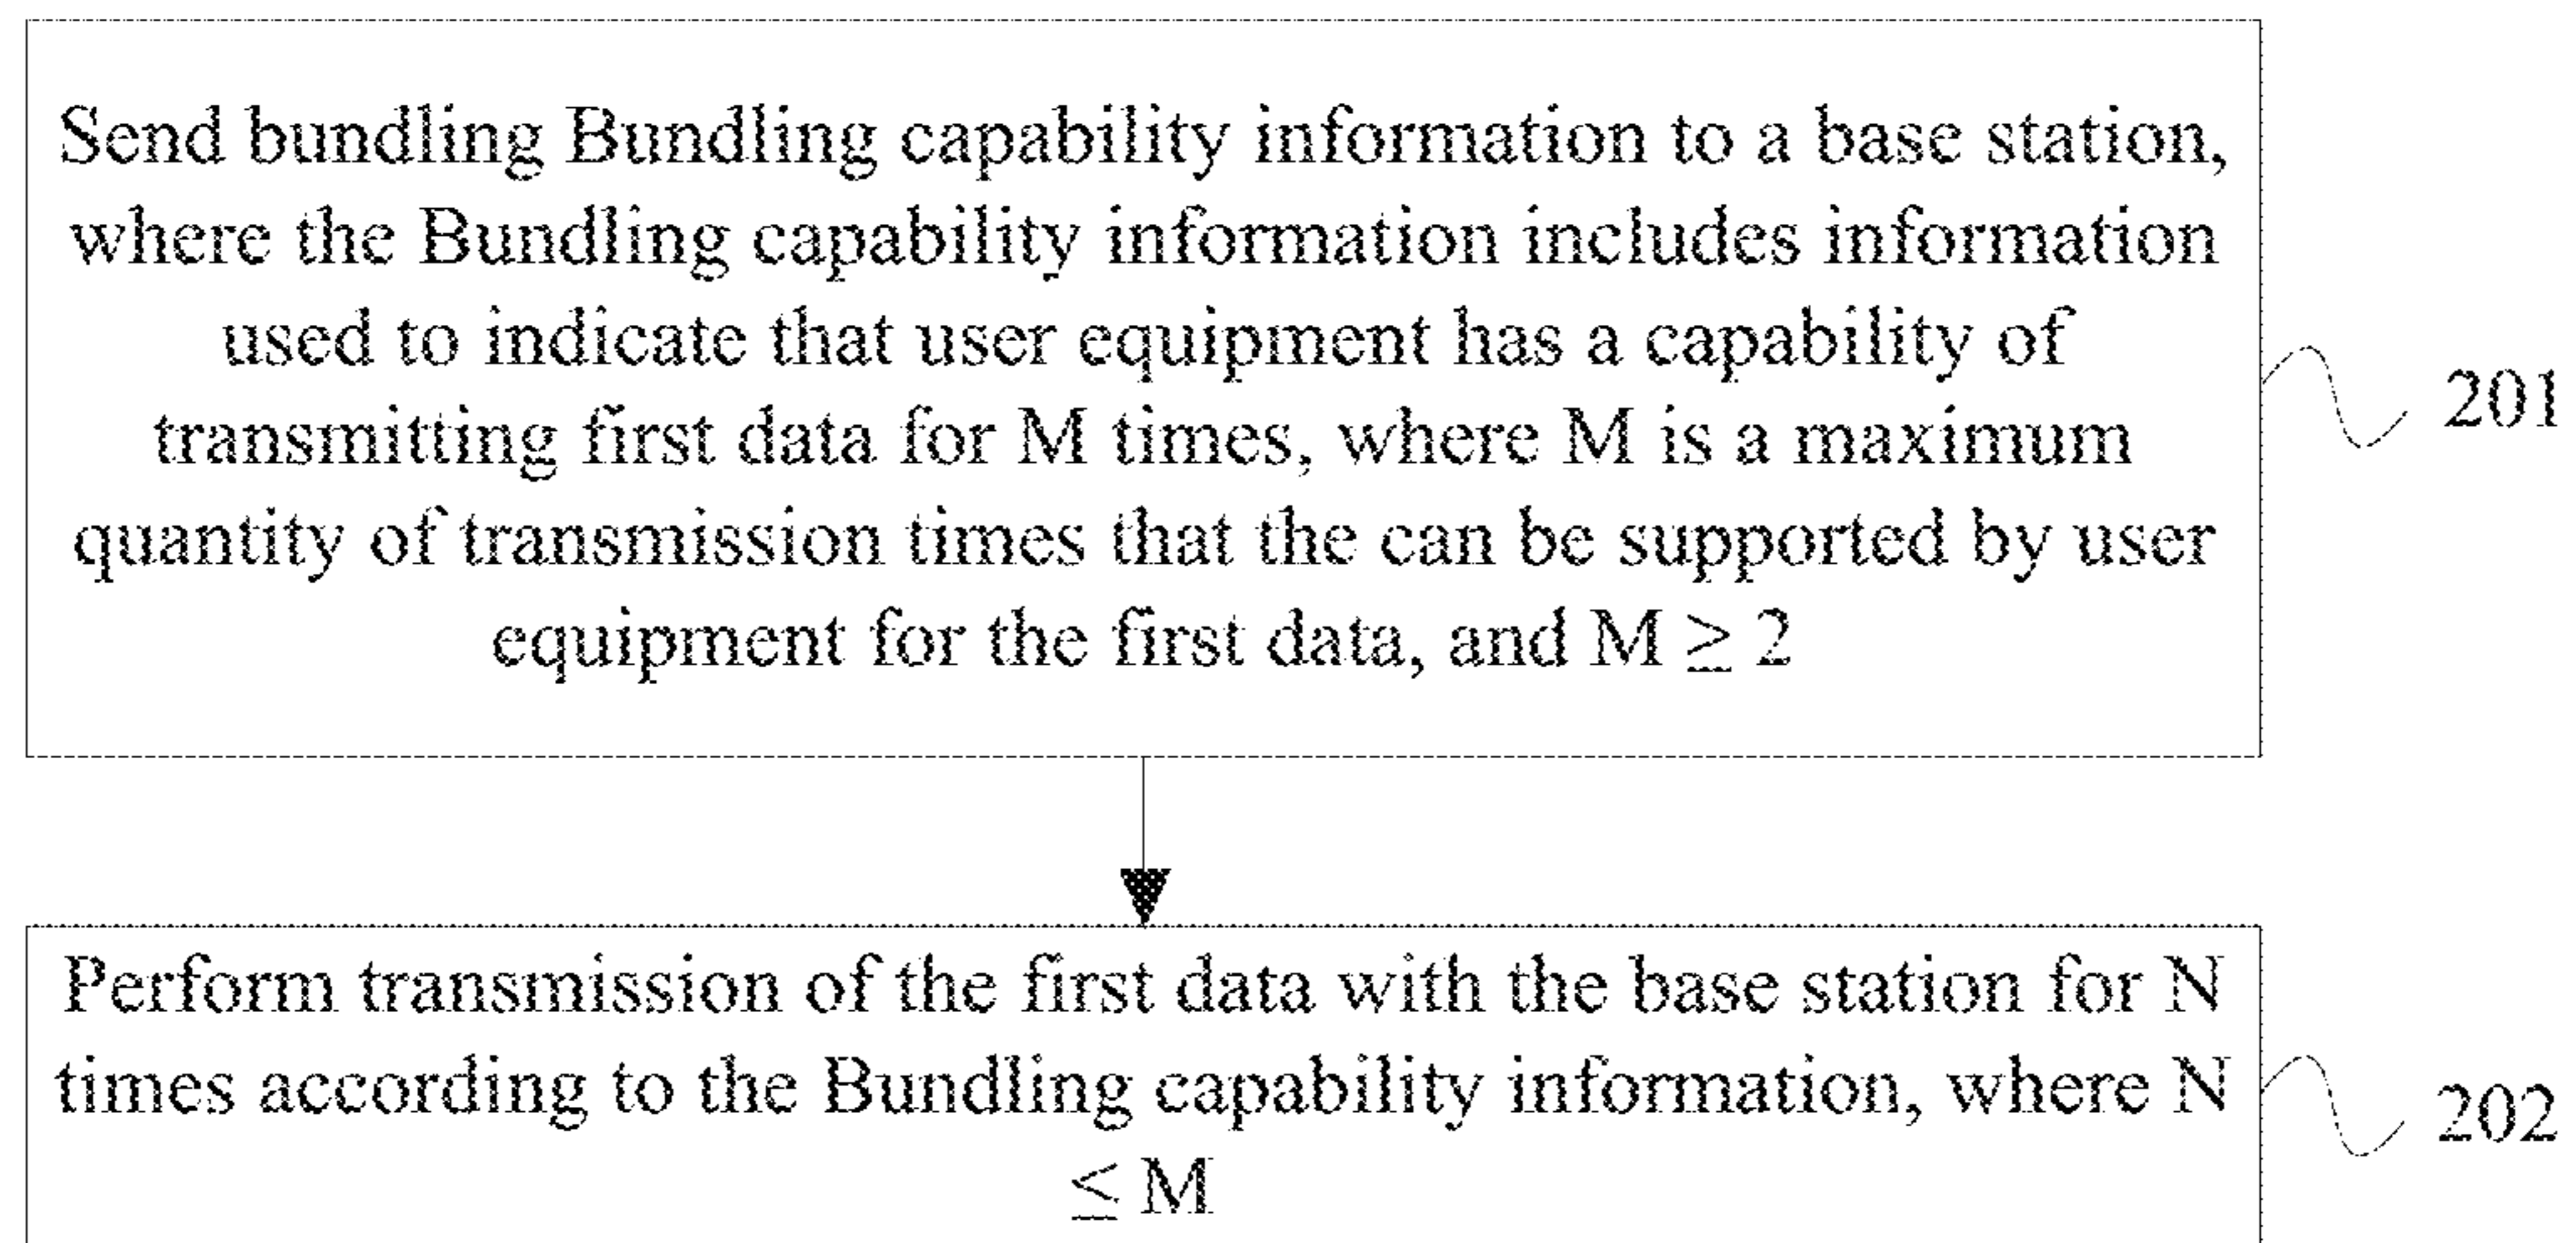 Send bundling Bundling capability information to a base station,
where the Bundling capability information includes information
used to indicate that user equipment has a capability of
transmitting first data for M times, where M is a maximum
quantity of transmission times that the can be supported by user
equipment for the first data, and M ≥ 2
201
Perform transmission of the first data with the base station for N
times according to the Bundling capability information, where N
≤ M
202